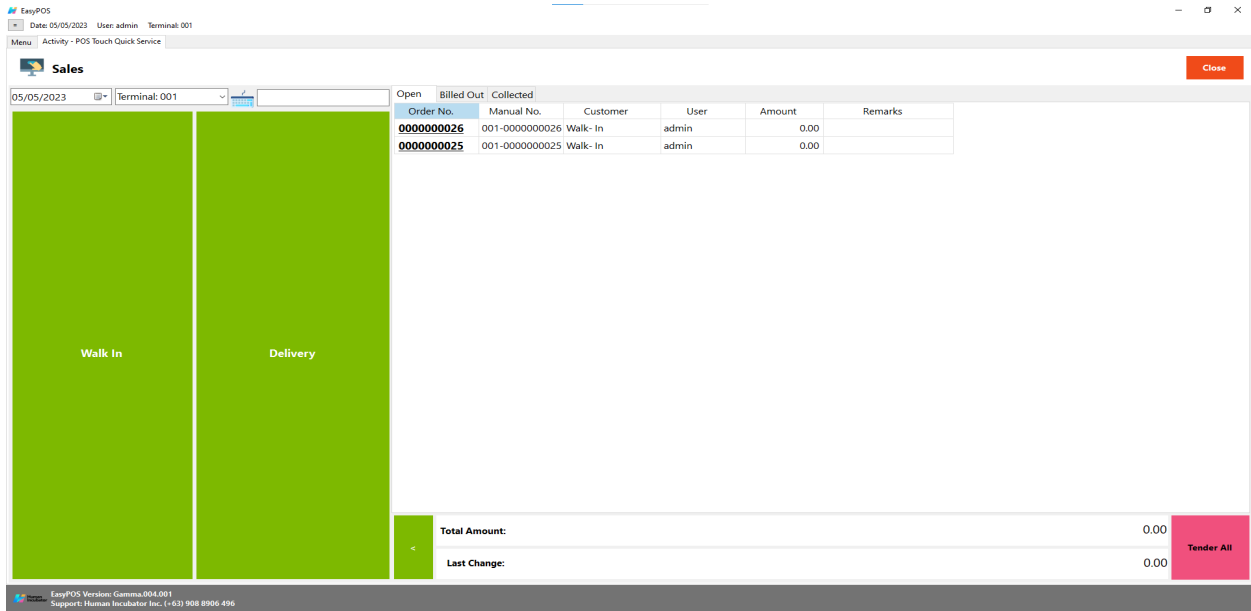 EasyPOS
Date: 05/05/2023 User: admin Terminal: 001
Menu Activity - POS Touch Quick Service
Sales
Close
05/05/2023 Terminal: 001
Open Billed Out Collected
Order No. Manual No. Customer User Amount Remarks
0000000026 001-0000000026 Walk- In admin 0.00
0000000025 001-0000000025 Walk- In admin 0.00
Walk In
Delivery
<
Total Amount: 0.00
Last Change: 0.00
Tender All
Human Incubator
EasyPOS Version: Gamma.004.001
Support: Human Incubator Inc. (+63) 908 8906 496